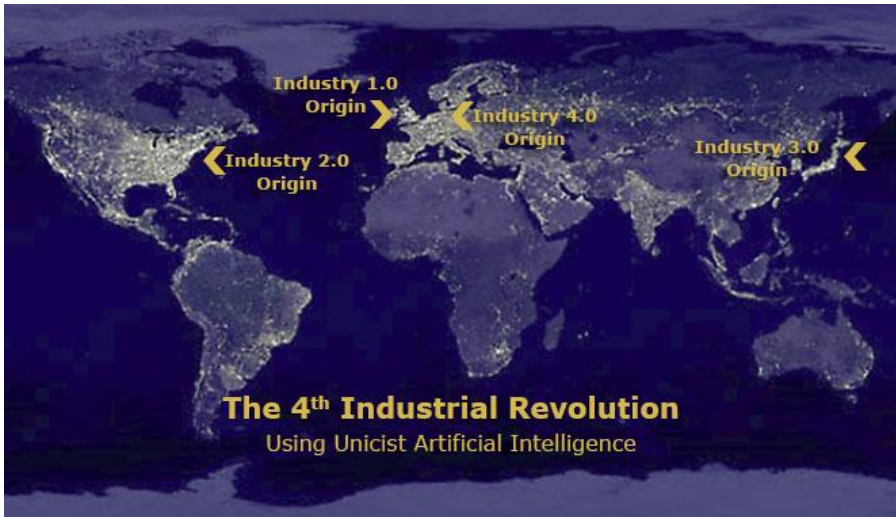 Industry 1.0
Origin
Industry 4.0
Origin
Industry 2.0
Origin
Industry 3.0
Origin
The 4th Industrial Revolution
Using Unicist Artificial Intelligence